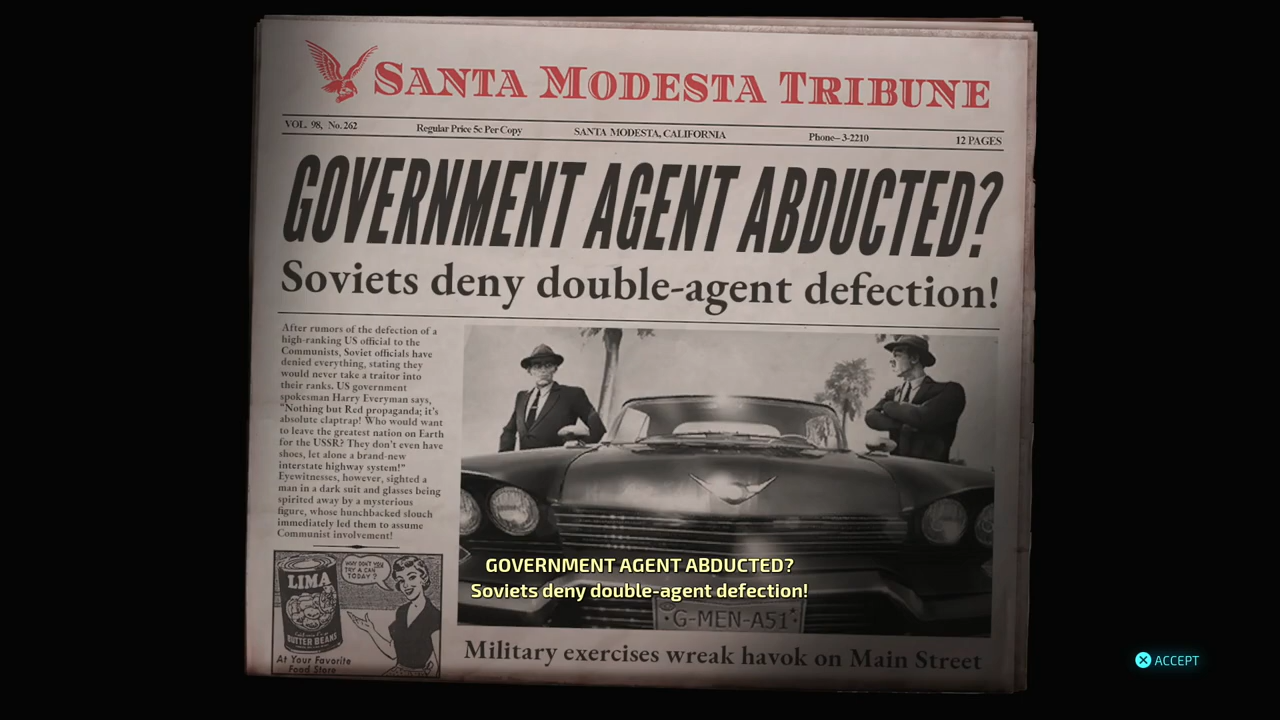 SANTA MODESTA TRIBUNE
VOL. 98, No. 262 Regular Price 5c Per Copy SANTA MODESTA, CALIFORNIA Phone–3-2210 12 PAGES
GOVERNMENT AGENT ABDUCTED?
Soviets deny double-agent defection!
After rumors of the defection of a
high-ranking US official to the
Communists, Soviet officials have
denied everything, stating they
would never take a traitor into
their ranks. US government
spokesman Harry Everyman says,
"Nothing but Red propaganda; it's
absolute claptrap! Who would want
to leave the greatest nation on Earth
for the USSR? They don't even have
shoes, let alone a brand-new
interstate highway system!"
Eyewitnesses, however, sighted a
man in a dark suit and glasses being
spirited away by a mysterious
figure, whose hunchbacked slouch
immediately led them to assume
Communist involvement!
WHY DON'T YOU
TRY A CAN
TODAY?
LIMA
BUTTER BEANS
At Your Favorite
Food Store
GOVERNMENT AGENT ABDUCTED?
Soviets deny double-agent defection!
G-MEN-A51
Military exercises wreak havok on Main Street
ACCEPT